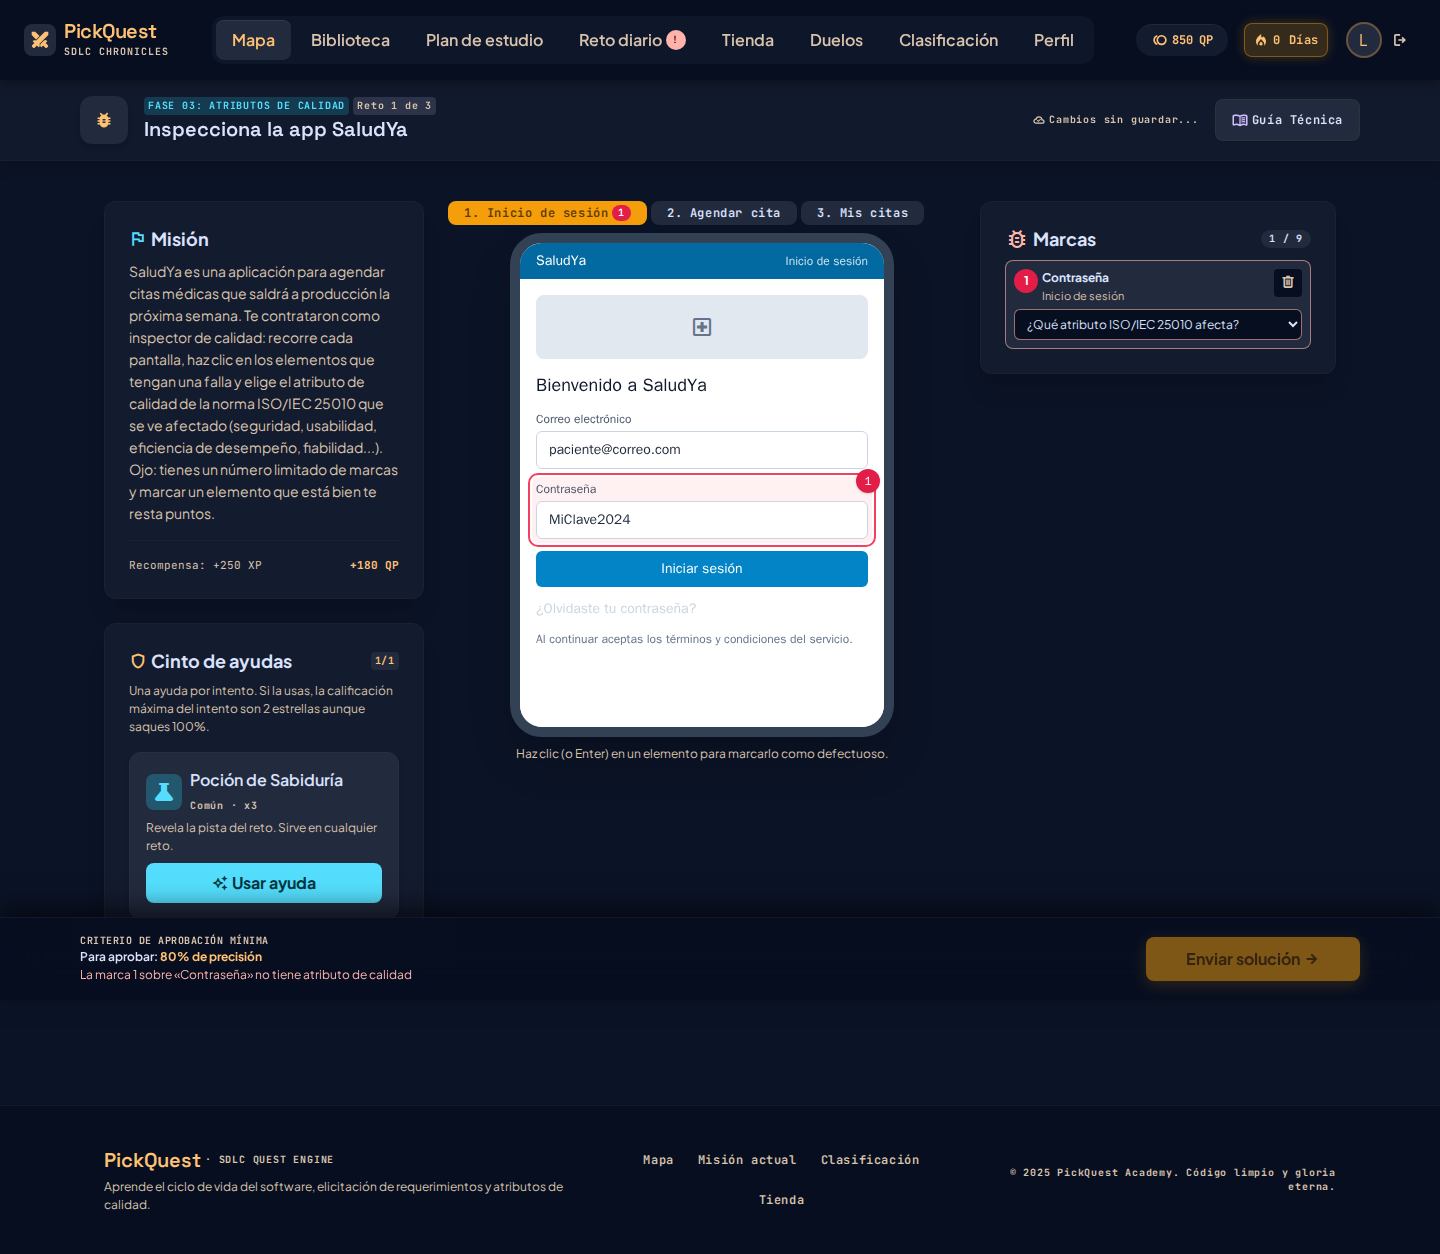 PickQuest
SDLC CHRONICLES
Mapa
Biblioteca
Plan de estudio
Reto diario !
Tienda
Duelos
Clasificación
Perfil
850 QP
0 Días
L
FASE 03: ATRIBUTOS DE CALIDAD
Reto 1 de 3
Inspecciona la app SaludYa
Cambios sin guardar...
Guía Técnica
Misión
SaludYa es una aplicación para agendar
citas médicas que saldrá a producción la
próxima semana. Te contrataron como
inspector de calidad: recorre cada
pantalla, haz clic en los elementos que
tengan una falla y elige el atributo de
calidad de la norma ISO/IEC 25010 que
se ve afectado (seguridad, usabilidad,
eficiencia de desempeño, fiabilidad...).
Ojo: tienes un número limitado de marcas
y marcar un elemento que está bien te
resta puntos.
Recompensa: +250 XP
+180 QP
Cinto de ayudas
1/1
Una ayuda por intento. Si la usas, la calificación
máxima del intento son 2 estrellas aunque
saques 100%.
Poción de Sabiduría
Común · x3
Revela la pista del reto. Sirve en cualquier
reto.
Usar ayuda
1. Inicio de sesión 1
2. Agendar cita
3. Mis citas
SaludYa
Inicio de sesión
Bienvenido a SaludYa
Correo electrónico
paciente@correo.com
1
Contraseña
MiClave2024
Iniciar sesión
¿Olvidaste tu contraseña?
Al continuar aceptas los términos y condiciones del servicio.
Haz clic (o Enter) en un elemento para marcarlo como defectuoso.
Marcas
1 / 9
1
Contraseña
Inicio de sesión
¿Qué atributo ISO/IEC 25010 afecta?
CRITERIO DE APROBACIÓN MÍNIMA
Para aprobar: 80% de precisión
La marca 1 sobre «Contraseña» no tiene atributo de calidad
Enviar solución →
PickQuest · SDLC QUEST ENGINE
Aprende el ciclo de vida del software, elicitación de requerimientos y atributos de
calidad.
Mapa
Misión actual
Clasificación
Tienda
© 2025 PickQuest Academy. Código limpio y gloria
eterna.